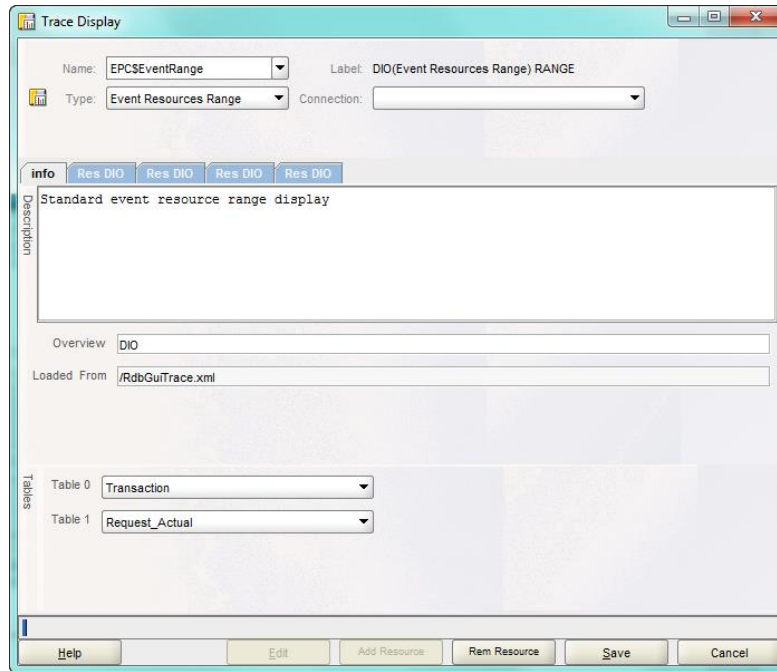 Trace Display
Name: EPC$EventRange Label: DIO(Event Resources Range) RANGE
Type: Event Resources Range Connection:
info Res DIO Res DIO Res DIO Res DIO
Description
Standard event resource range display
Overview DIO
Loaded From /RdbGuiTrace.xml
Tables
Table 0 Transaction
Table 1 Request_Actual
Help Edit Add Resource Rem Resource Save Cancel